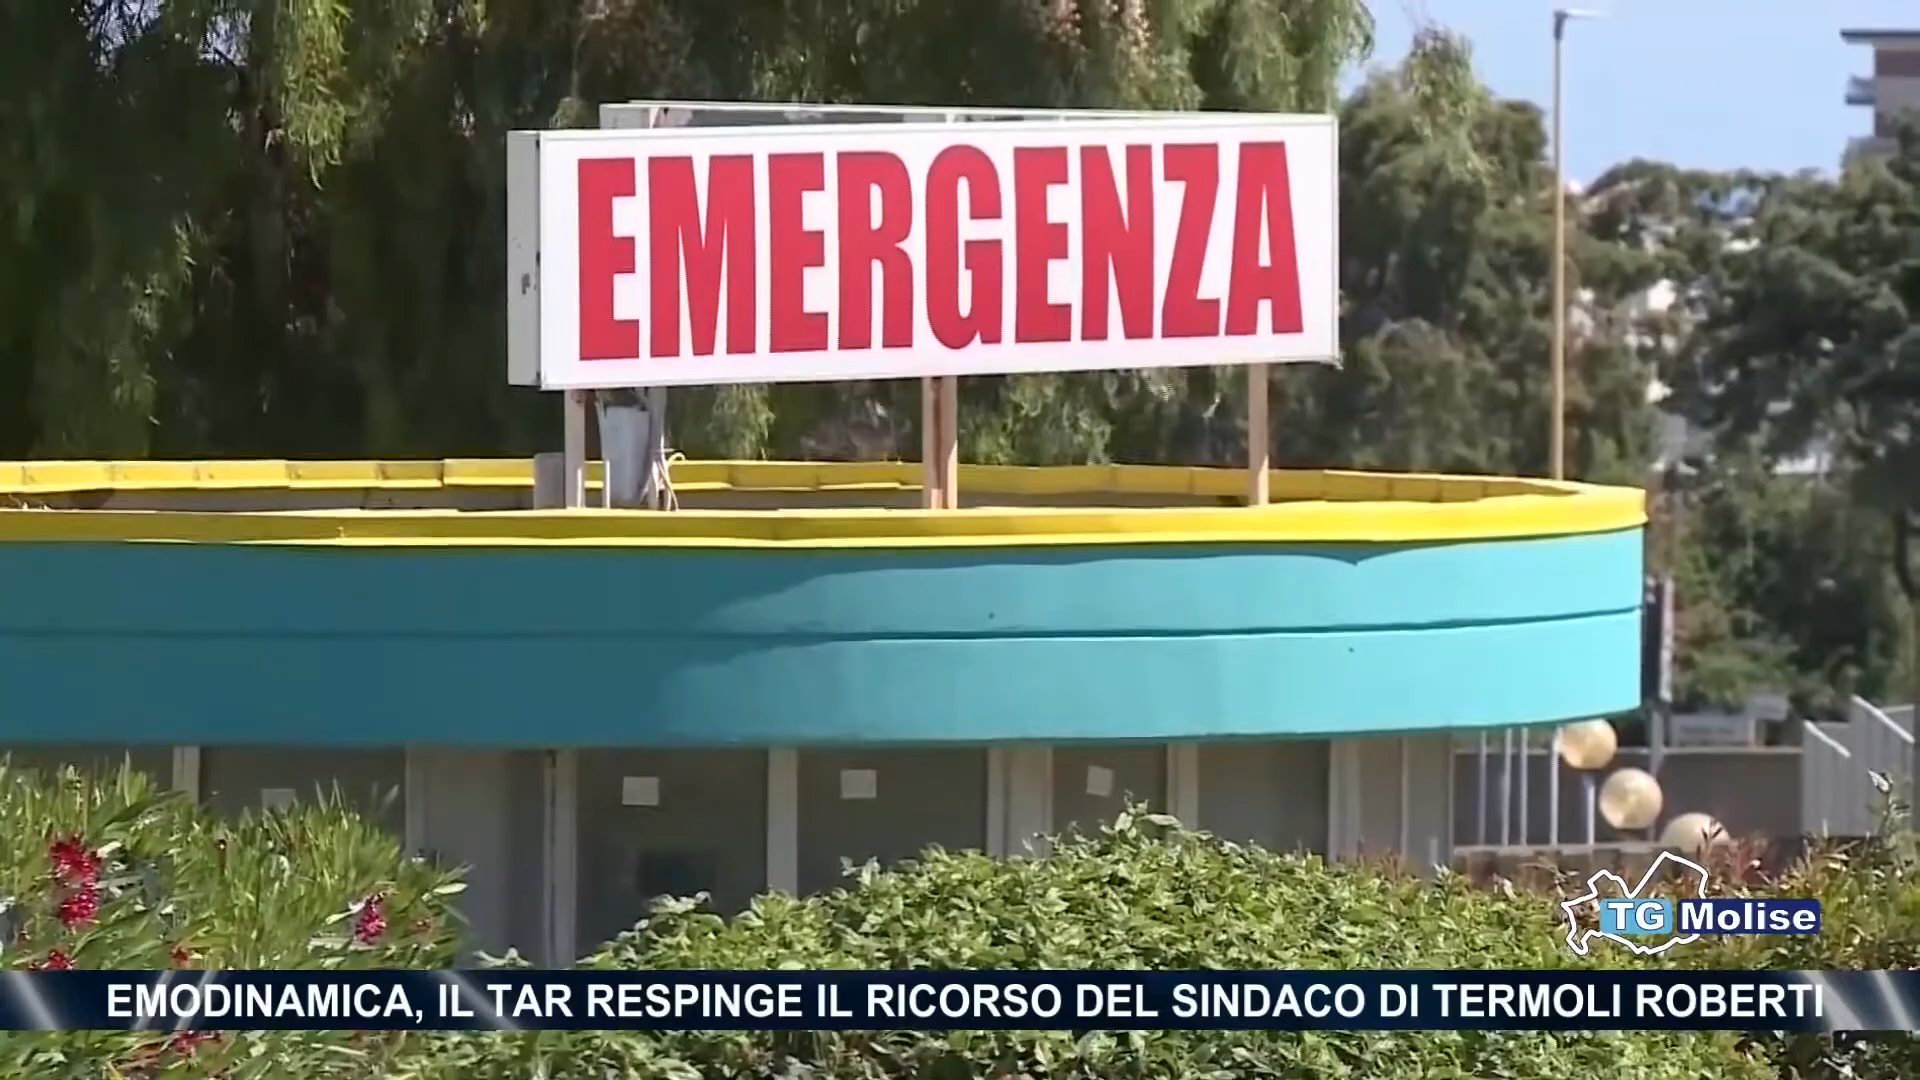 EMERGENZA
TG Molise
EMODINAMICA, IL TAR RESPINGE IL RICORSO DEL SINDACO DI TERMOLI ROBERTI